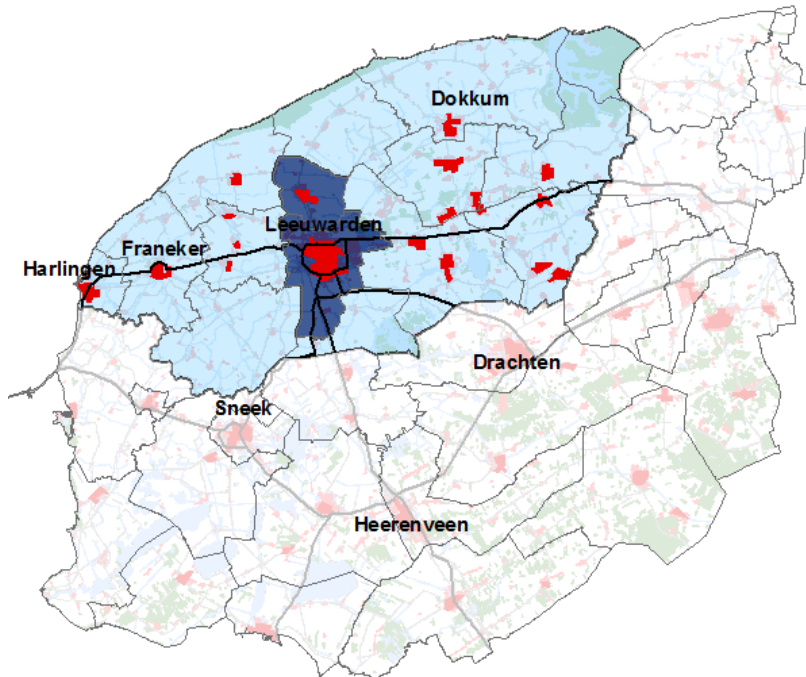 Dokkum
Leeuwarden
Franeker
Harlingen
Drachten
Sneek
Heerenveen